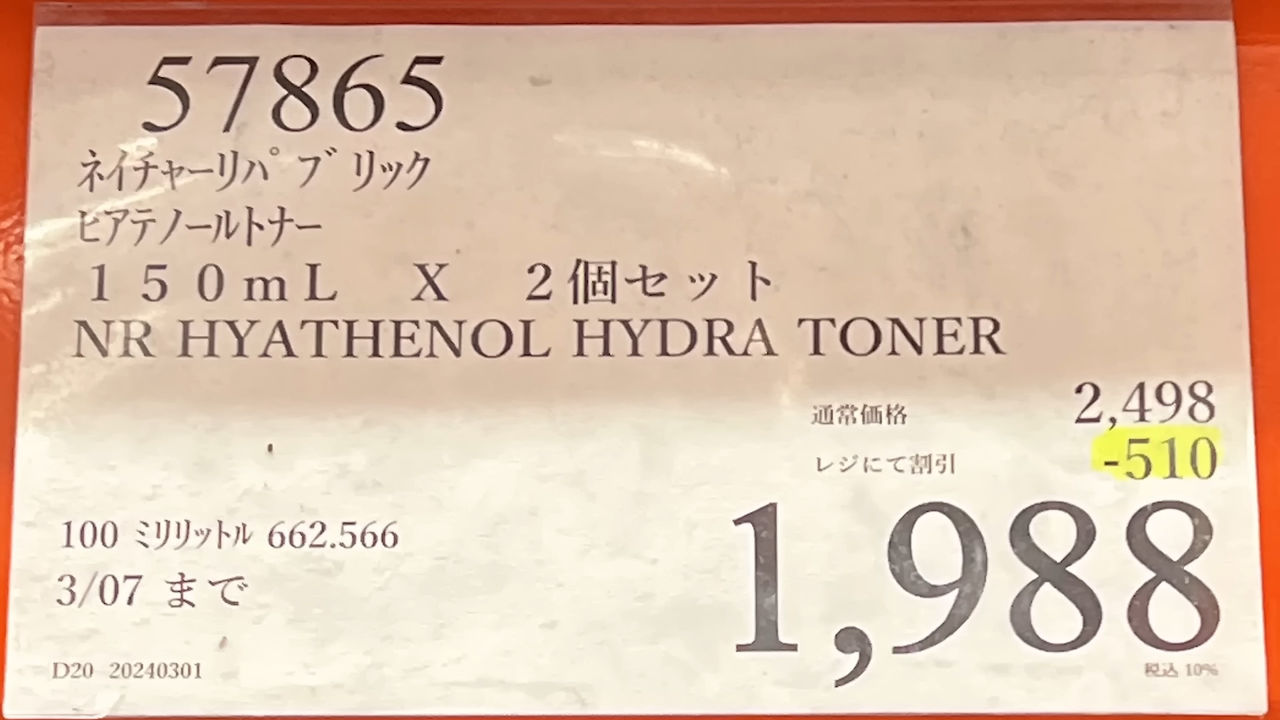 57865
ネイチャーリパブリック
ヒアテノールトナー
150mL X 2個セット
NR HYATHENOL HYDRA TONER
通常価格 2,498
レジにて割引 -510
1,988
100 ミリリットル 662.566
3/07 まで
D20 20240301
税込 10%